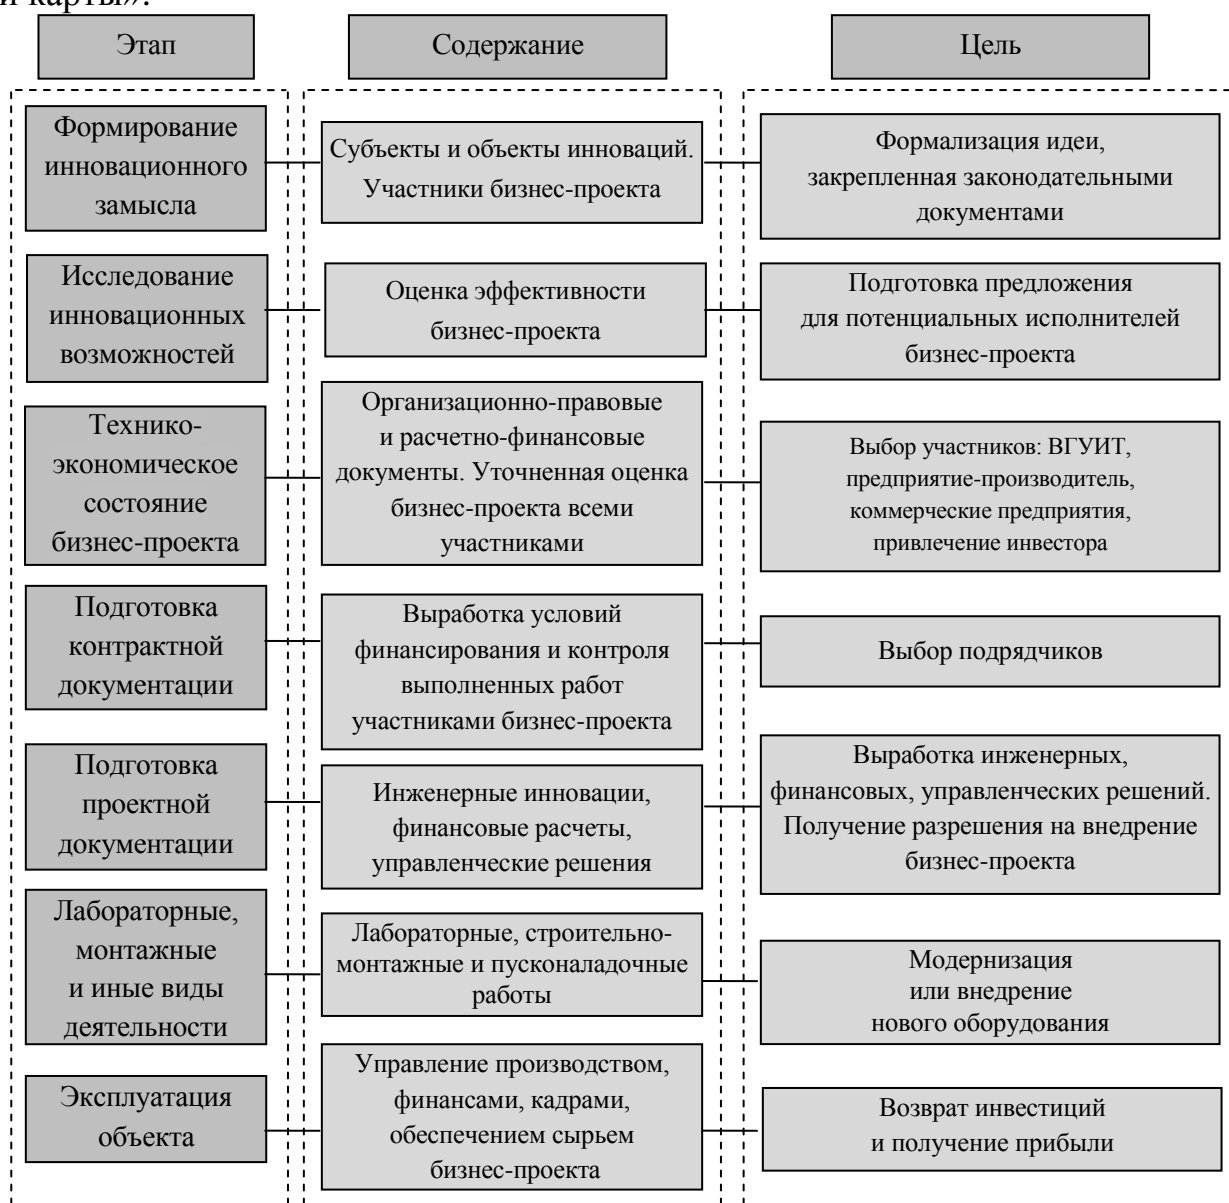 и карты».
Этап
Содержание
Цель
Формирование
инновационного
замысла
Субъекты и объекты инноваций.
Участники бизнес-проекта
Формализация идеи,
закрепленная законодательными
документами
Исследование
инновационных
возможностей
Оценка эффективности
бизнес-проекта
Подготовка предложения
для потенциальных исполнителей
бизнес-проекта
Технико-
экономическое
состояние
бизнес-проекта
Организационно-правовые
и расчетно-финансовые
документы. Уточненная оценка
бизнес-проекта всеми
участниками
Выбор участников: ВГУИТ,
предприятие-производитель,
коммерческие предприятия,
привлечение инвестора
Подготовка
контрактной
документации
Выработка условий
финансирования и контроля
выполненных работ
участниками бизнес-проекта
Выбор подрядчиков
Подготовка
проектной
документации
Инженерные инновации,
финансовые расчеты,
управленческие решения
Выработка инженерных,
финансовых, управленческих решений.
Получение разрешения на внедрение
бизнес-проекта
Лабораторные,
монтажные
и иные виды
деятельности
Лабораторные, строительно-
монтажные и пусконаладочные
работы
Модернизация
или внедрение
нового оборудования
Эксплуатация
объекта
Управление производством,
финансами, кадрами,
обеспечением сырьем
бизнес-проекта
Возврат инвестиций
и получение прибыли